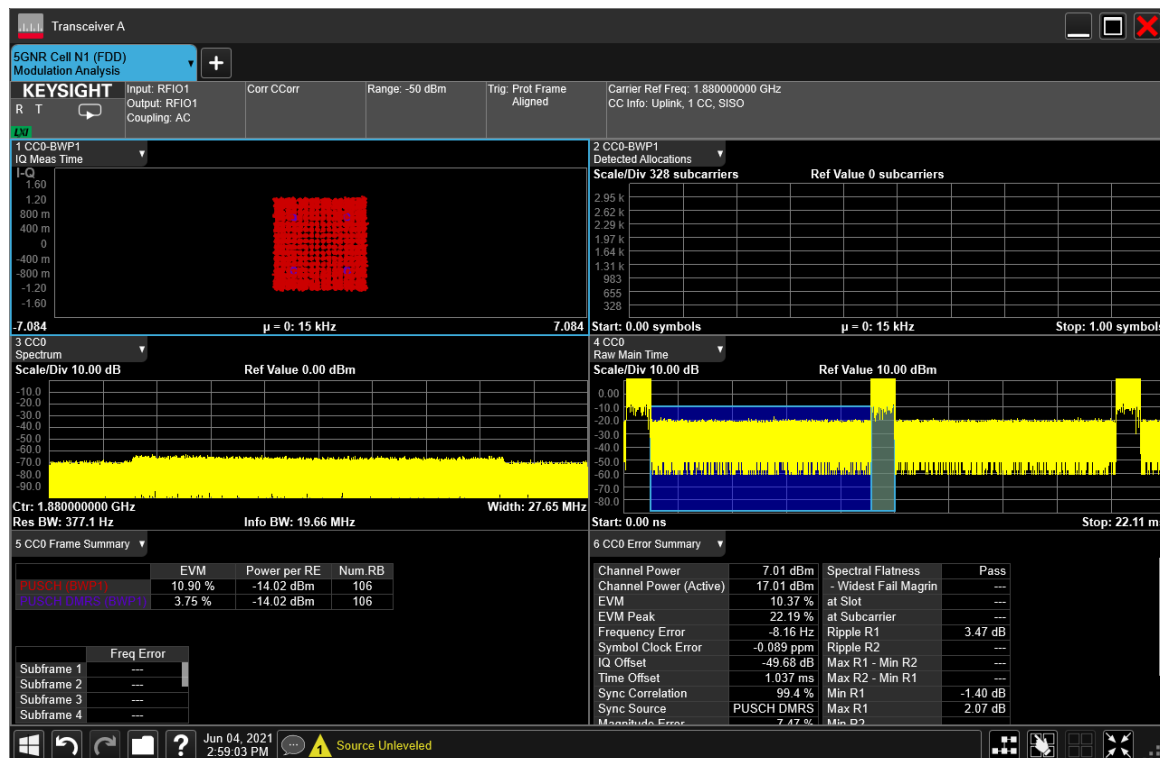 Transceiver A
5GNR Cell N1 (FDD)
Modulation Analysis
KEYSIGHT
R T
LXI
Input: RFIO1
Output: RFIO1
Coupling: AC
Corr CCorr
Range: -50 dBm
Trig: Prot Frame
Aligned
Carrier Ref Freq: 1.880000000 GHz
CC Info: Uplink, 1 CC, SISO
1 CC0-BWP1
IQ Meas Time
I-Q
1.60
1.20
800 m
400 m
0
-400 m
-800 m
-1.20
-1.60
-7.084 µ = 0: 15 kHz 7.084
2 CC0-BWP1
Detected Allocations
Scale/Div 328 subcarriers Ref Value 0 subcarriers
2.95 k
2.62 k
2.29 k
1.97 k
1.64 k
1.31 k
983
655
328
Start: 0.00 symbols µ = 0: 15 kHz Stop: 1.00 symbols
3 CC0
Spectrum
Scale/Div 10.00 dB Ref Value 0.00 dBm
-10.0
-20.0
-30.0
-40.0
-50.0
-60.0
-70.0
-80.0
-90.0
Ctr: 1.880000000 GHz Width: 27.65 MHz
Res BW: 377.1 Hz Info BW: 19.66 MHz
4 CC0
Raw Main Time
Scale/Div 10.00 dB Ref Value 10.00 dBm
0.00
-10.0
-20.0
-30.0
-40.0
-50.0
-60.0
-70.0
-80.0
Start: 0.00 ns Stop: 22.11 m
5 CC0 Frame Summary
EVM Power per RE Num.RB
PUSCH (BWP1) 10.90 % -14.02 dBm 106
PUSCH DMRS (BWP1) 3.75 % -14.02 dBm 106
Freq Error
Subframe 1 ---
Subframe 2 ---
Subframe 3 ---
Subframe 4 ---
6 CC0 Error Summary
Channel Power 7.01 dBm Spectral Flatness Pass
Channel Power (Active) 17.01 dBm - Widest Fail Magrin ---
EVM 10.37 % at Slot ---
EVM Peak 22.19 % at Subcarrier ---
Frequency Error -8.16 Hz Ripple R1 3.47 dB
Symbol Clock Error -0.089 ppm Ripple R2 ---
IQ Offset -49.68 dB Max R1 - Min R2 ---
Time Offset 1.037 ms Max R2 - Min R1 ---
Sync Correlation 99.4 % Min R1 -1.40 dB
Sync Source PUSCH DMRS Max R1 2.07 dB
Magnitude Error 7.47 % Min R2
Jun 04, 2021
2:59:03 PM
1
Source Unleveled